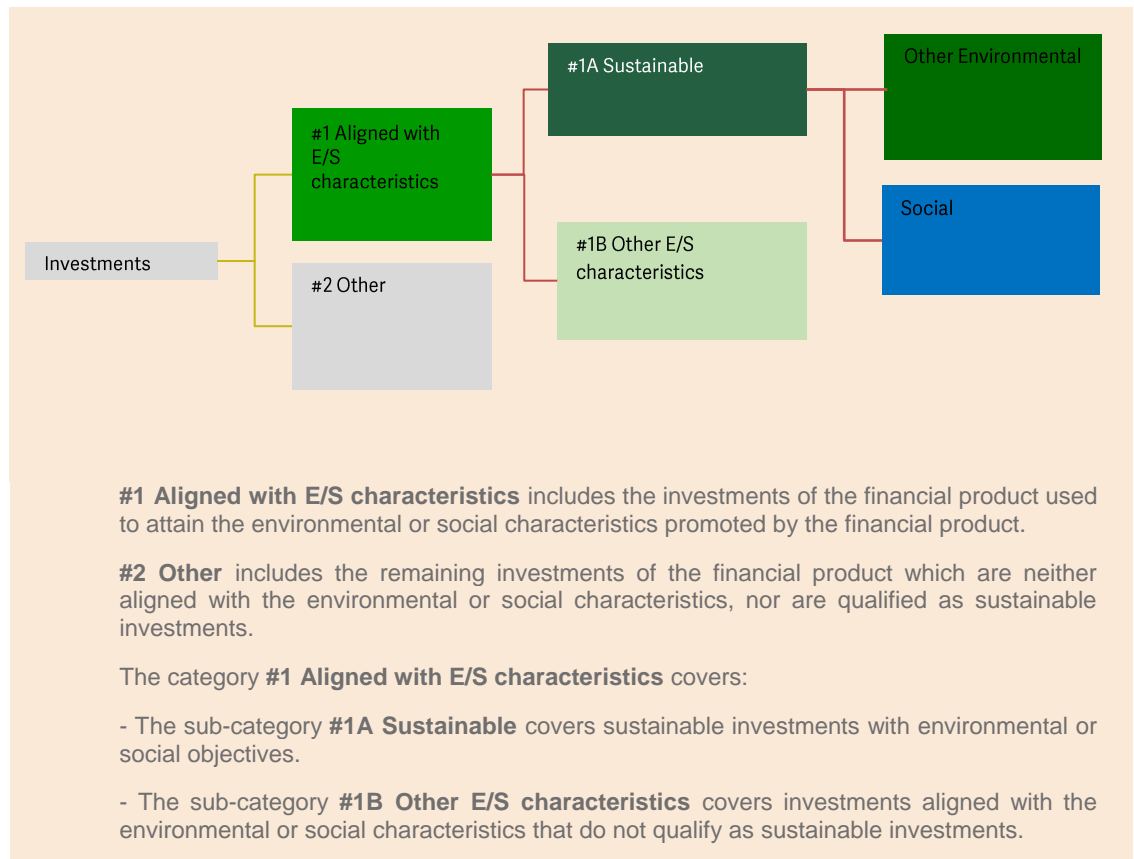 #1A Sustainable
Other Environmental
#1 Aligned with
E/S
characteristics
Social
#1B Other E/S
characteristics
Investments
#2 Other
#1 Aligned with E/S characteristics includes the investments of the financial product used
to attain the environmental or social characteristics promoted by the financial product.
#2 Other includes the remaining investments of the financial product which are neither
aligned with the environmental or social characteristics, nor are qualified as sustainable
investments.
The category #1 Aligned with E/S characteristics covers:
- The sub-category #1A Sustainable covers sustainable investments with environmental or
social objectives.
- The sub-category #1B Other E/S characteristics covers investments aligned with the
environmental or social characteristics that do not qualify as sustainable investments.